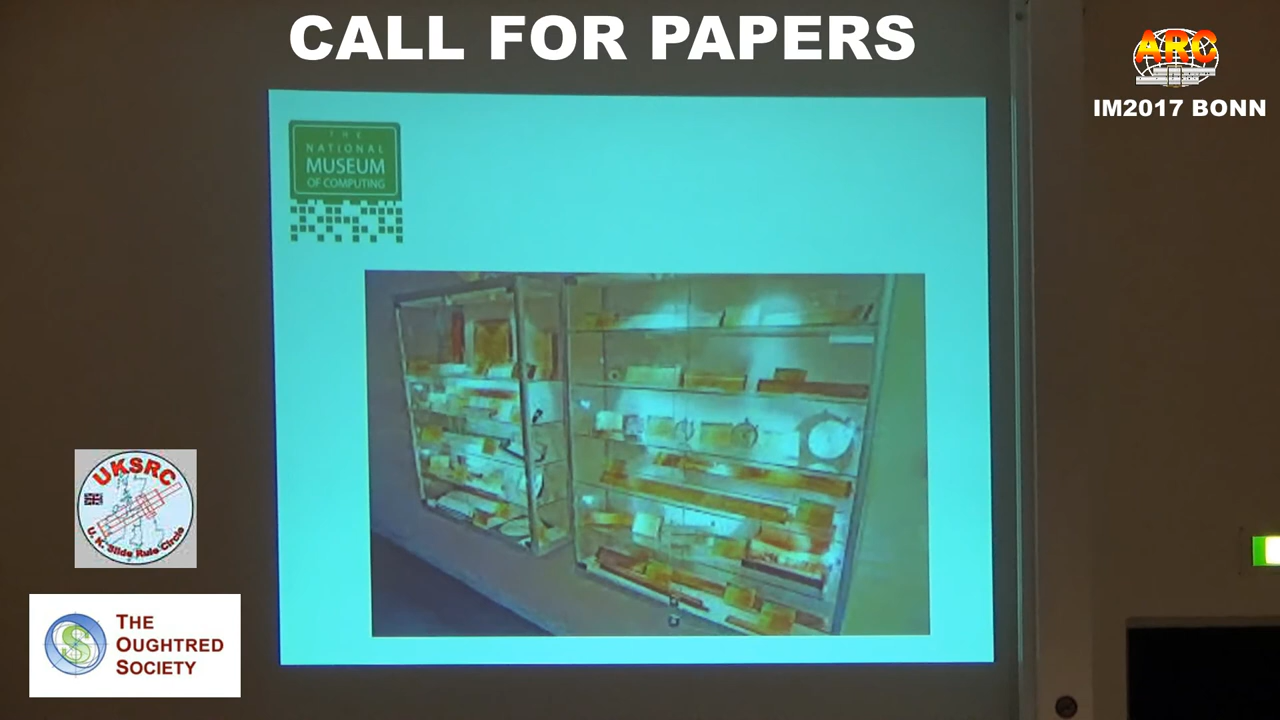 CALL FOR PAPERS
ARC
IM2017 BONN
THE
NATIONAL
MUSEUM
OF COMPUTING
UKSRC
U. K. Slide Rule Circle
THE
OUGHTRED
SOCIETY